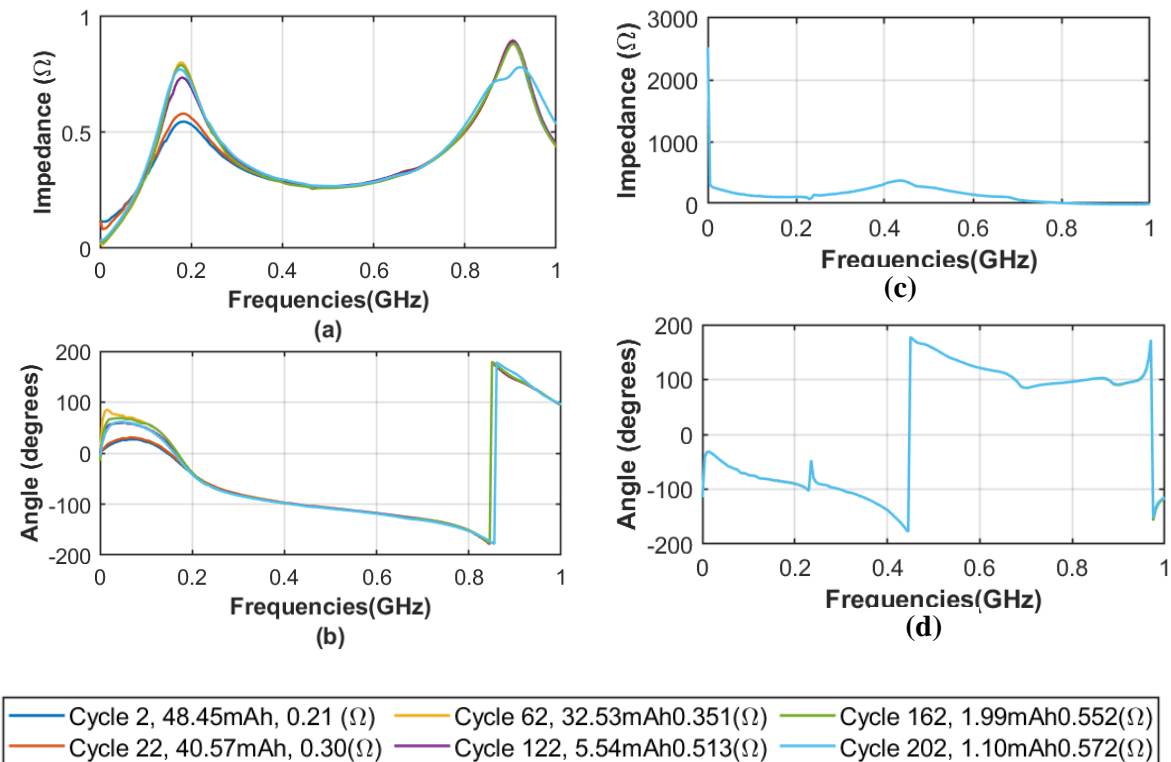 1
0.5
0
Impedance (Ω)
0 0.2 0.4 0.6 0.8 1
Frequencies(GHz)
(a)
3000
2000
1000
0
Impedance (Ω)
0 0.2 0.4 0.6 0.8 1
Frequencies(GHz)
(c)
200
100
0
-100
-200
Angle (degrees)
0 0.2 0.4 0.6 0.8 1
Frequencies(GHz)
(b)
200
100
0
-100
-200
Angle (degrees)
0 0.2 0.4 0.6 0.8 1
Frequencies(GHz)
(d)
Cycle 2, 48.45mAh, 0.21 (Ω) Cycle 62, 32.53mAh0.351(Ω) Cycle 162, 1.99mAh0.552(Ω)
Cycle 22, 40.57mAh, 0.30(Ω) Cycle 122, 5.54mAh0.513(Ω) Cycle 202, 1.10mAh0.572(Ω)